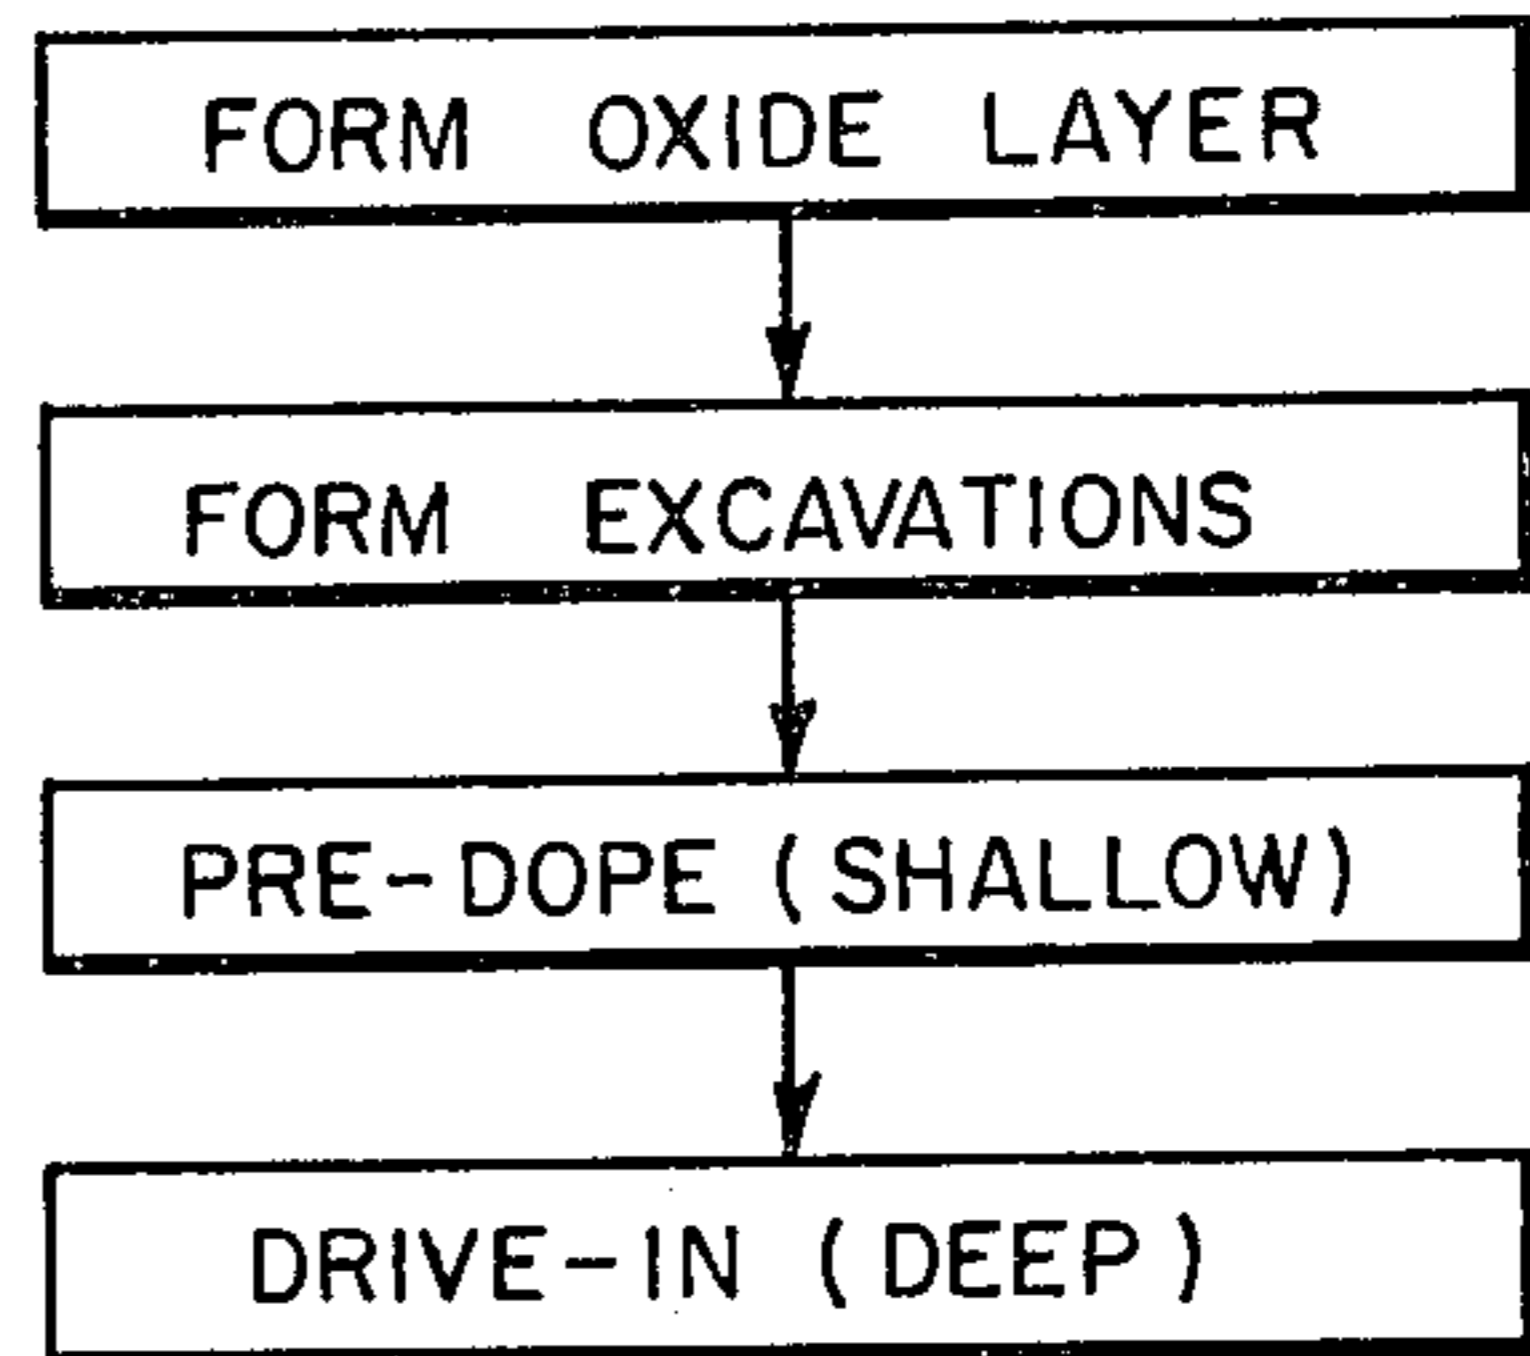 FORM OXIDE LAYER
FORM EXCAVATIONS
PRE-DOPE (SHALLOW)
DRIVE-IN (DEEP)